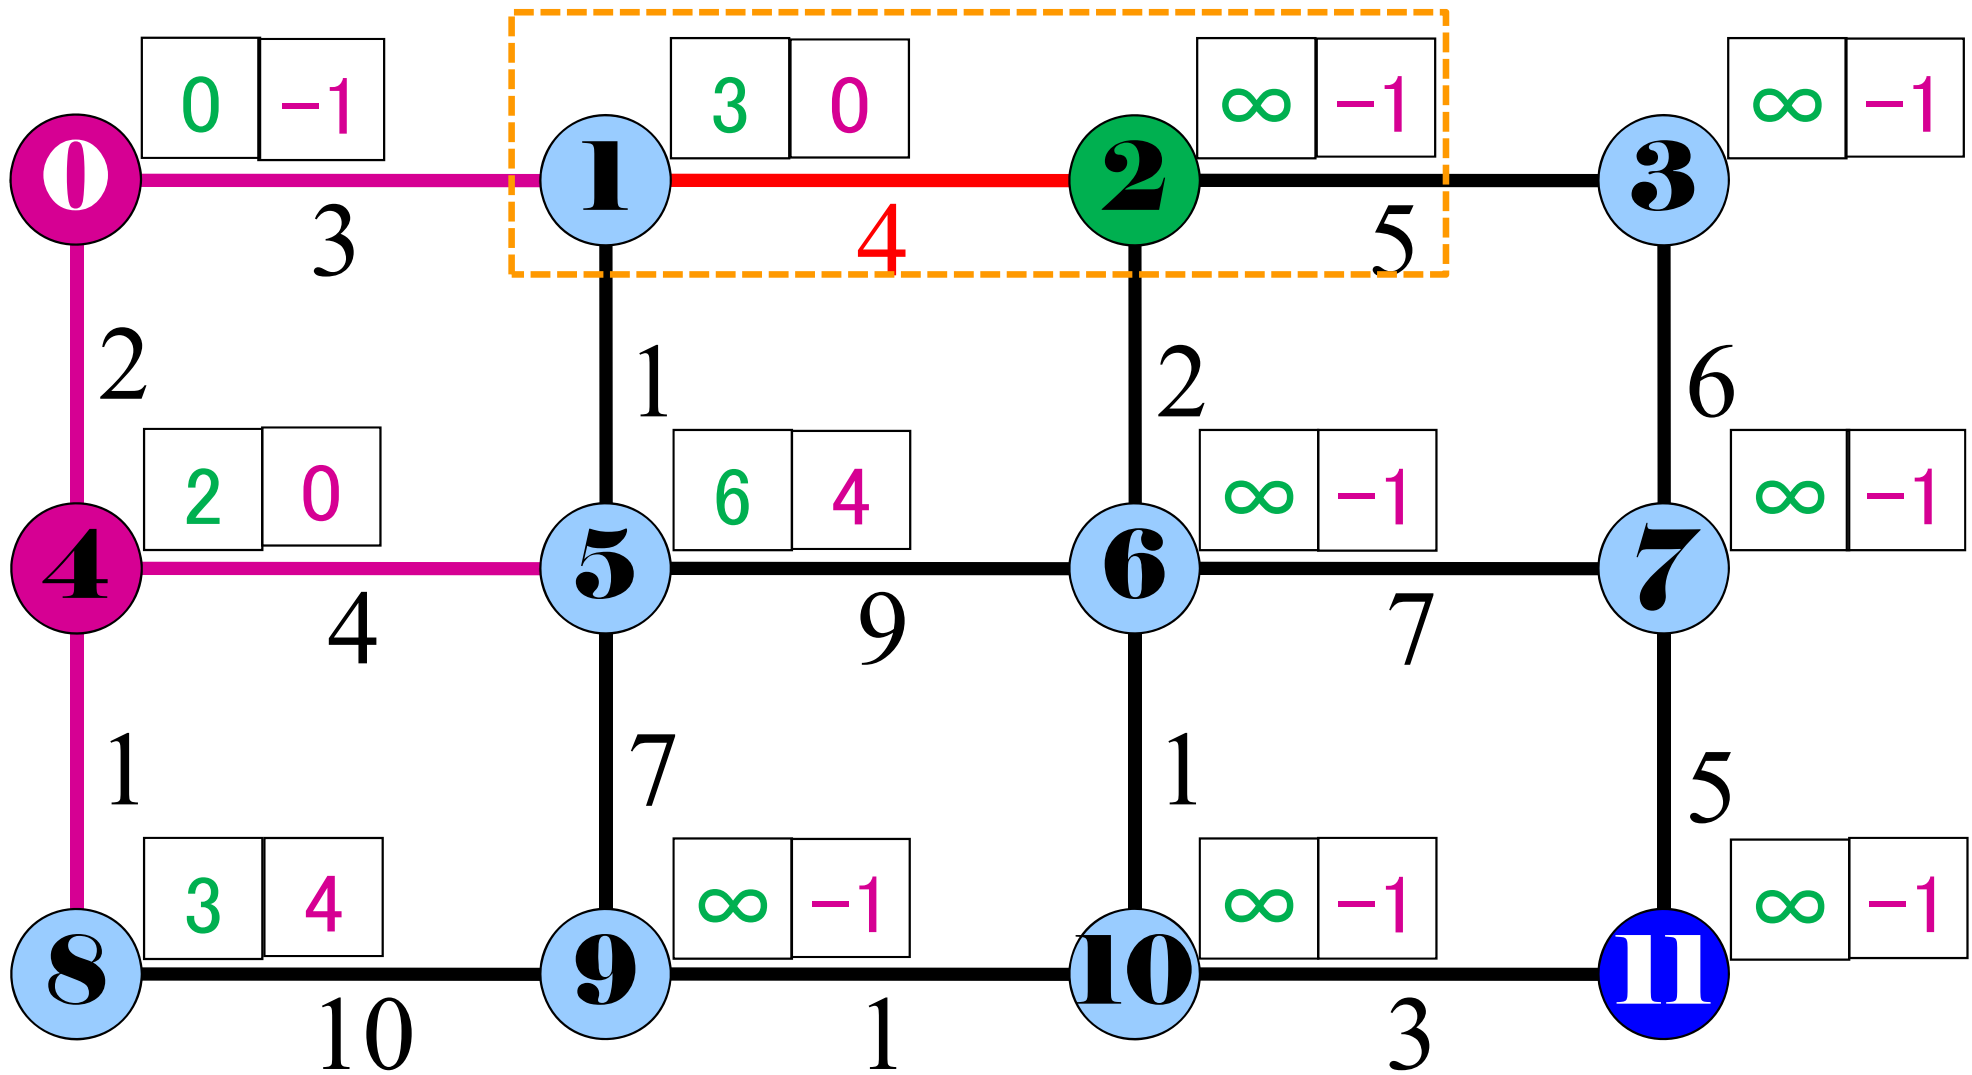 0 -1 3 0 ∞ -1 ∞ -1
0 1 2 3
3 4 5
2 1 2 6
2 0 6 4 ∞ -1 ∞ -1
4 5 6 7
4 9 7
1 7 1 5
3 4 ∞ -1 ∞ -1 ∞ -1
8 9 10 11
10 1 3